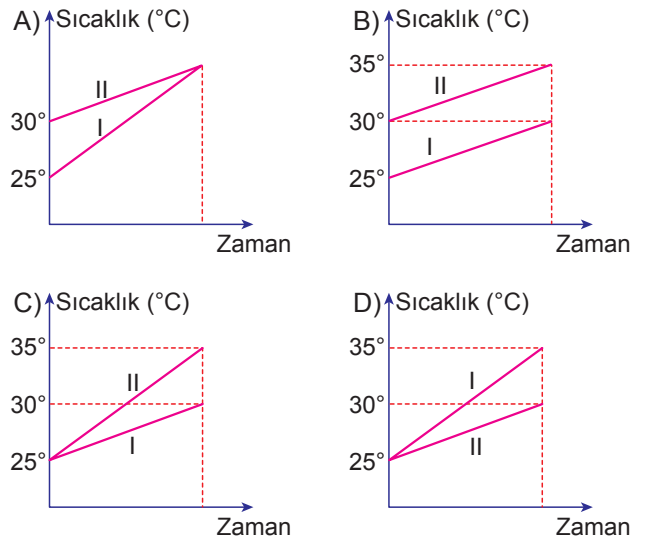 A) Sıcaklık (°C)
II
30°
I
25°
Zaman
B) Sıcaklık (°C)
35°
II
30°
I
25°
Zaman
C) Sıcaklık (°C)
35°
II
30°
I
25°
Zaman
D) Sıcaklık (°C)
35°
I
30°
II
25°
Zaman